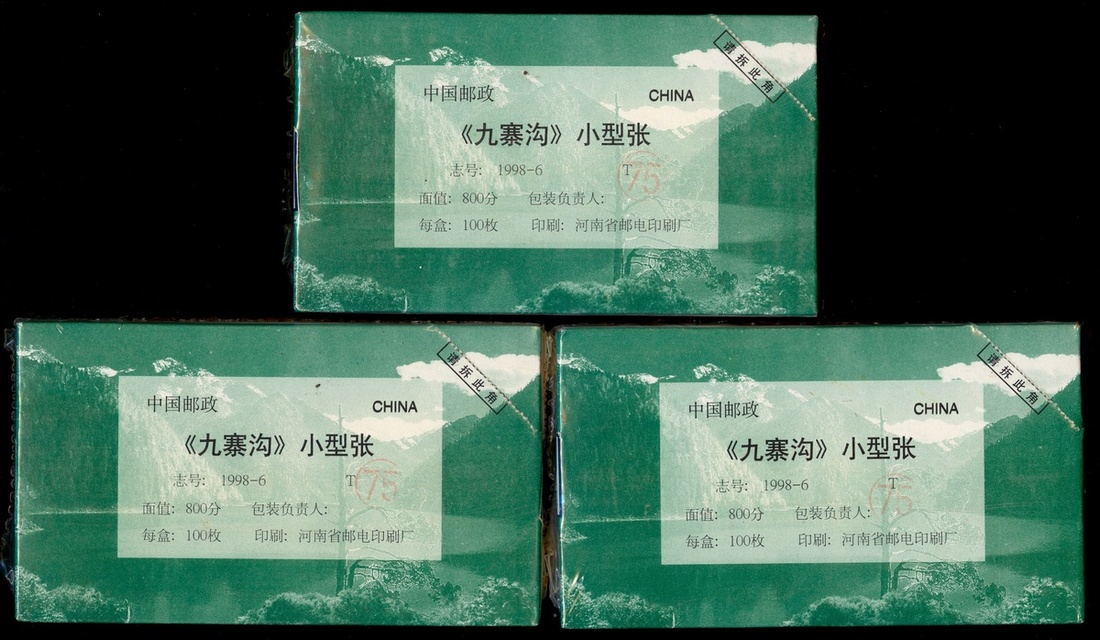 请拆此角
中国邮政 CHINA
《九寨沟》小型张
志号: 1998-6 T
75
面值: 800分 包装负责人:
每盒: 100枚 印刷: 河南省邮电印刷厂
请拆此角
中国邮政 CHINA
《九寨沟》小型张
志号: 1998-6 T
75
面值: 800分 包装负责人:
每盒: 100枚 印刷: 河南省邮电印刷厂
请拆此角
中国邮政 CHINA
《九寨沟》小型张
志号: 1998-6 T
75
面值: 800分 包装负责人:
每盒: 100枚 印刷: 河南省邮电印刷厂